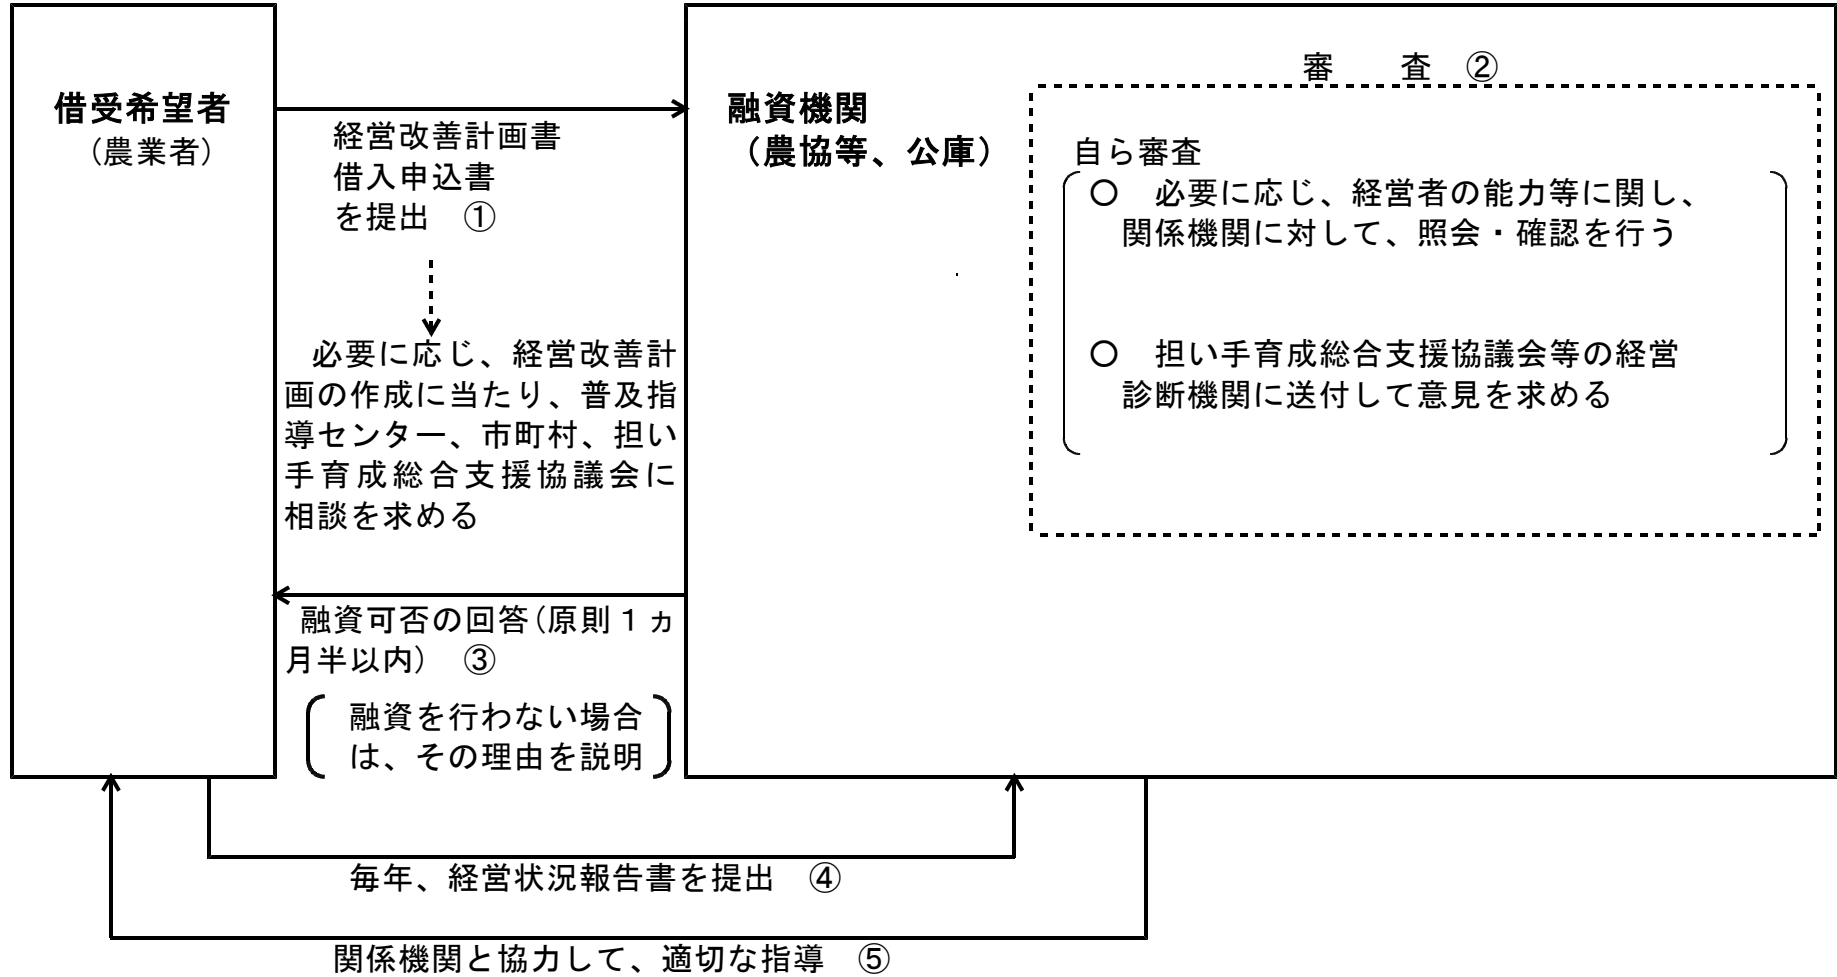 借受希望者
(農業者)
経営改善計画書
借入申込書
を提出　①
必要に応じ、経営改善計
画の作成に当たり、普及指
導センター、市町村、担い
手育成総合支援協議会に
相談を求める
融資機関
（農協等、公庫）
審　　査　②
自ら審査
○　必要に応じ、経営者の能力等に関し、
関係機関に対して、照会・確認を行う
○　担い手育成総合支援協議会等の経営
診断機関に送付して意見を求める
融資可否の回答(原則１ヵ
月半以内)　③
融資を行わない場合
は、その理由を説明
毎年、経営状況報告書を提出　④
関係機関と協力して、適切な指導　⑤